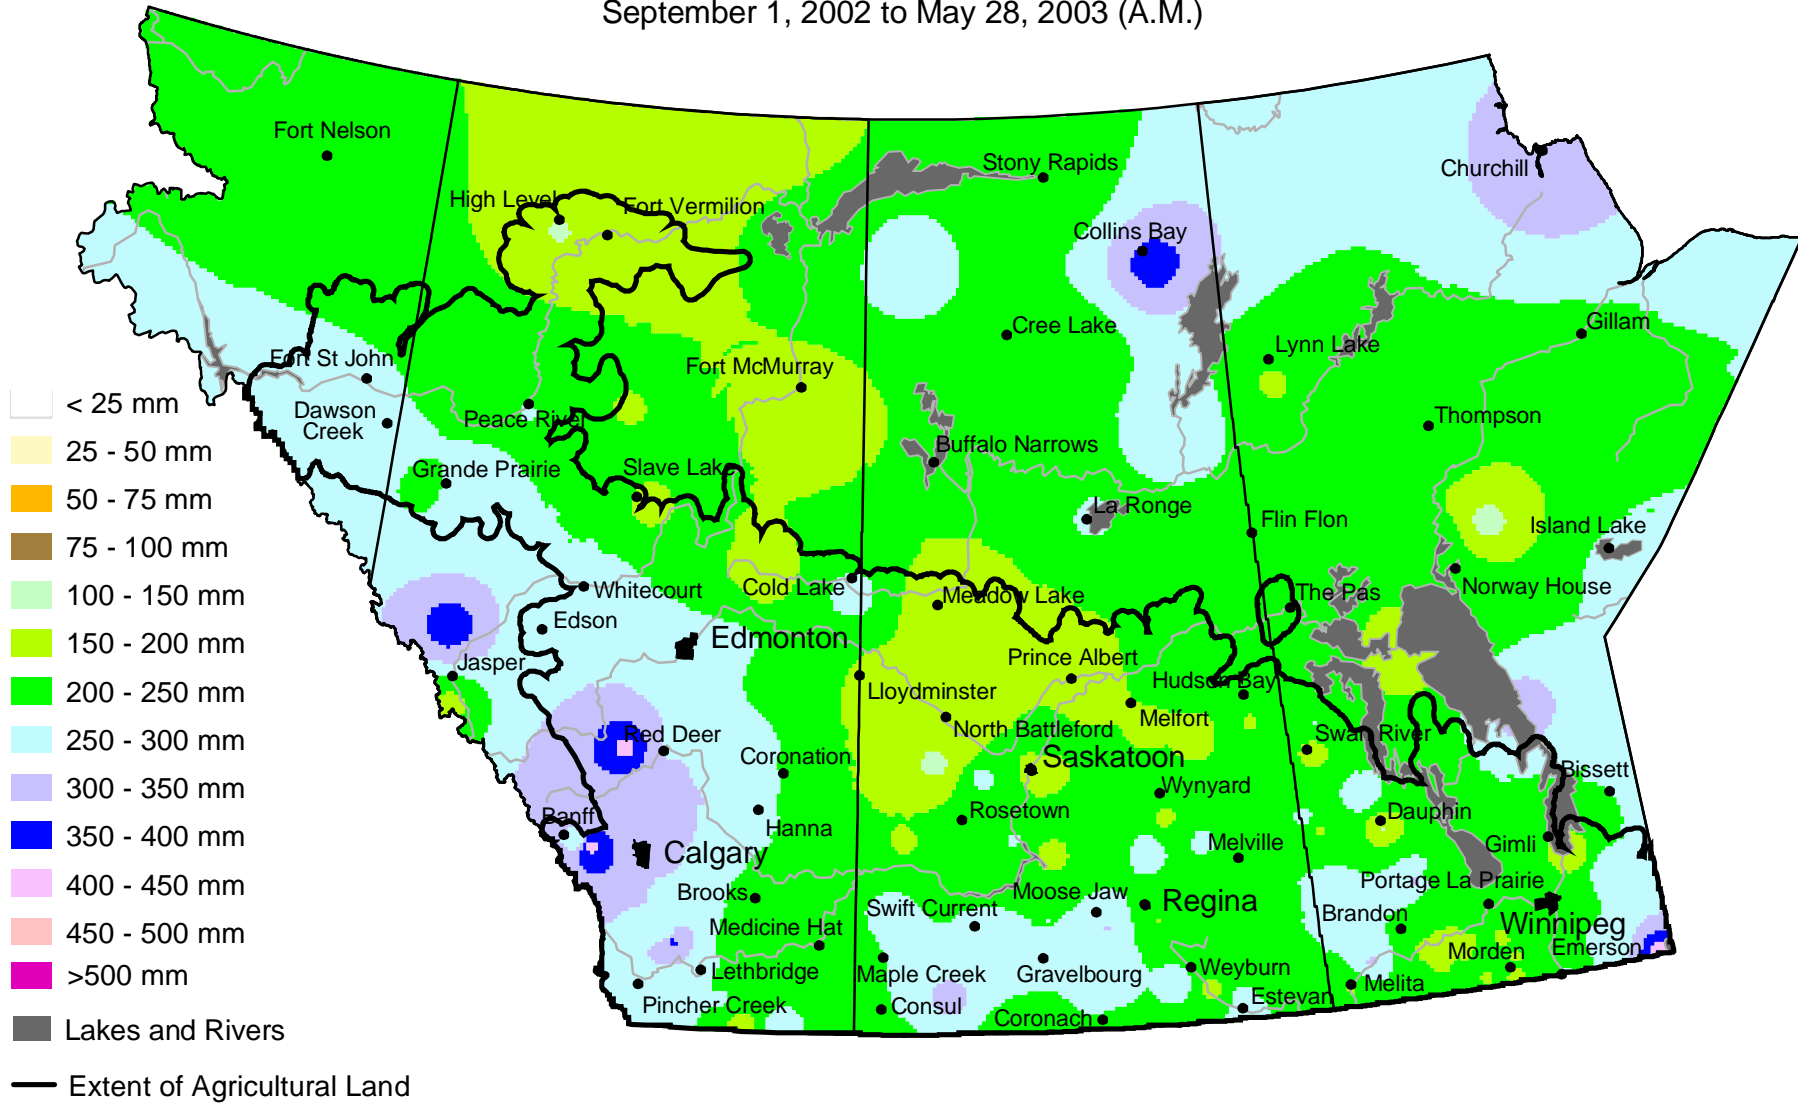 September 1, 2002 to May 28, 2003 (A.M.)
Fort Nelson
Stony Rapids
Churchill
High Level
Fort Vermilion
Collins Bay
Cree Lake
Gillam
Lynn Lake
Fort St John
Fort McMurray
Dawson
Creek
Peace River
Thompson
Buffalo Narrows
Grande Prairie
Slave Lake
La Ronge
Flin Flon
Island Lake
Whitecourt
Cold Lake
Meadow Lake
The Pas
Norway House
Edson
Edmonton
Jasper
Prince Albert
Hudson Bay
Lloydminster
North Battleford
Melfort
Red Deer
Coronation
Saskatoon
Swan River
Bissett
Wynyard
Banff
Hanna
Rosetown
Dauphin
Calgary
Melville
Gimli
Brooks
Moose Jaw
Regina
Portage La Prairie
Swift Current
Brandon
Winnipeg
Medicine Hat
Morden
Emerson
Lethbridge
Maple Creek
Gravelbourg
Weyburn
Melita
Pincher Creek
Consul
Coronach
Estevan
< 25 mm
25 - 50 mm
50 - 75 mm
75 - 100 mm
100 - 150 mm
150 - 200 mm
200 - 250 mm
250 - 300 mm
300 - 350 mm
350 - 400 mm
400 - 450 mm
450 - 500 mm
>500 mm
Lakes and Rivers
Extent of Agricultural Land